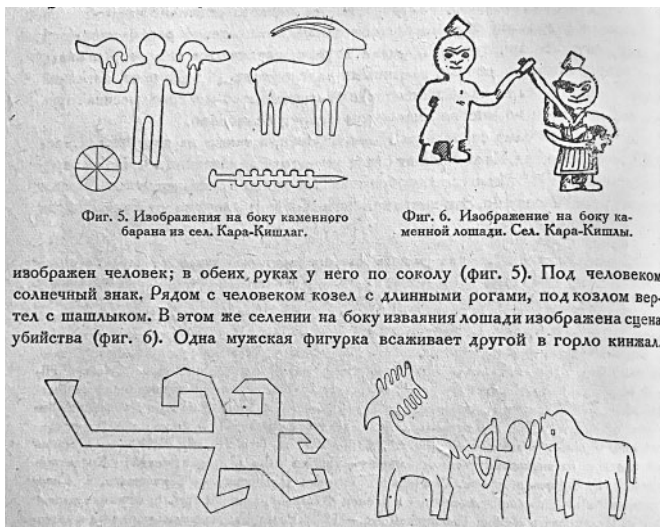 Фиг. 5. Изображения на боку каменного
барана из сел. Кара-Кишлаг.
Фиг. 6. Изображение на боку ка-
менной лошади. Сел. Кара-Кишлы.
изображен человек; в обеих руках у него по соколу (фиг. 5). Под человеком
солнечный знак. Рядом с человеком козел с длинными рогами, под козлом вер-
тел с шашлыком. В этом же селении на боку изваяния лошади изображена сцена
убийства (фиг. 6). Одна мужская фигурка всаживает другой в горло кинжал.